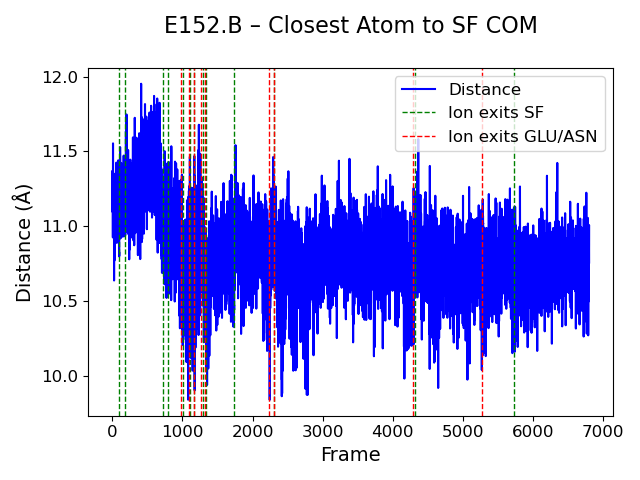 E152.B – Closest Atom to SF COM
12.0
11.5
11.0
10.5
10.0
Distance (Å)
Distance
Ion exits SF
Ion exits GLU/ASN
0 1000 2000 3000 4000 5000 6000 7000
Frame